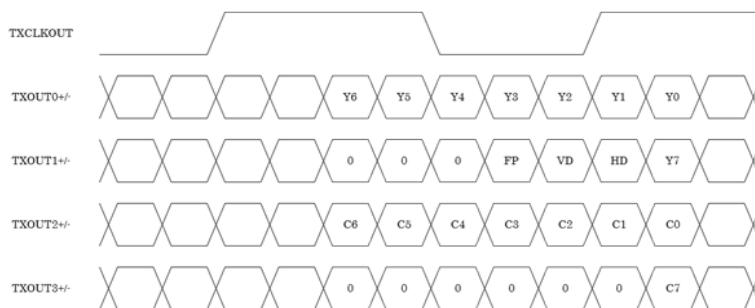 TXCLKOUT
TXOUT0+/- Y6 Y5 Y4 Y3 Y2 Y1 Y0
TXOUT1+/- 0 0 0 FP VD HD Y7
TXOUT2+/- C6 C5 C4 C3 C2 C1 C0
TXOUT3+/- 0 0 0 0 0 0 C7